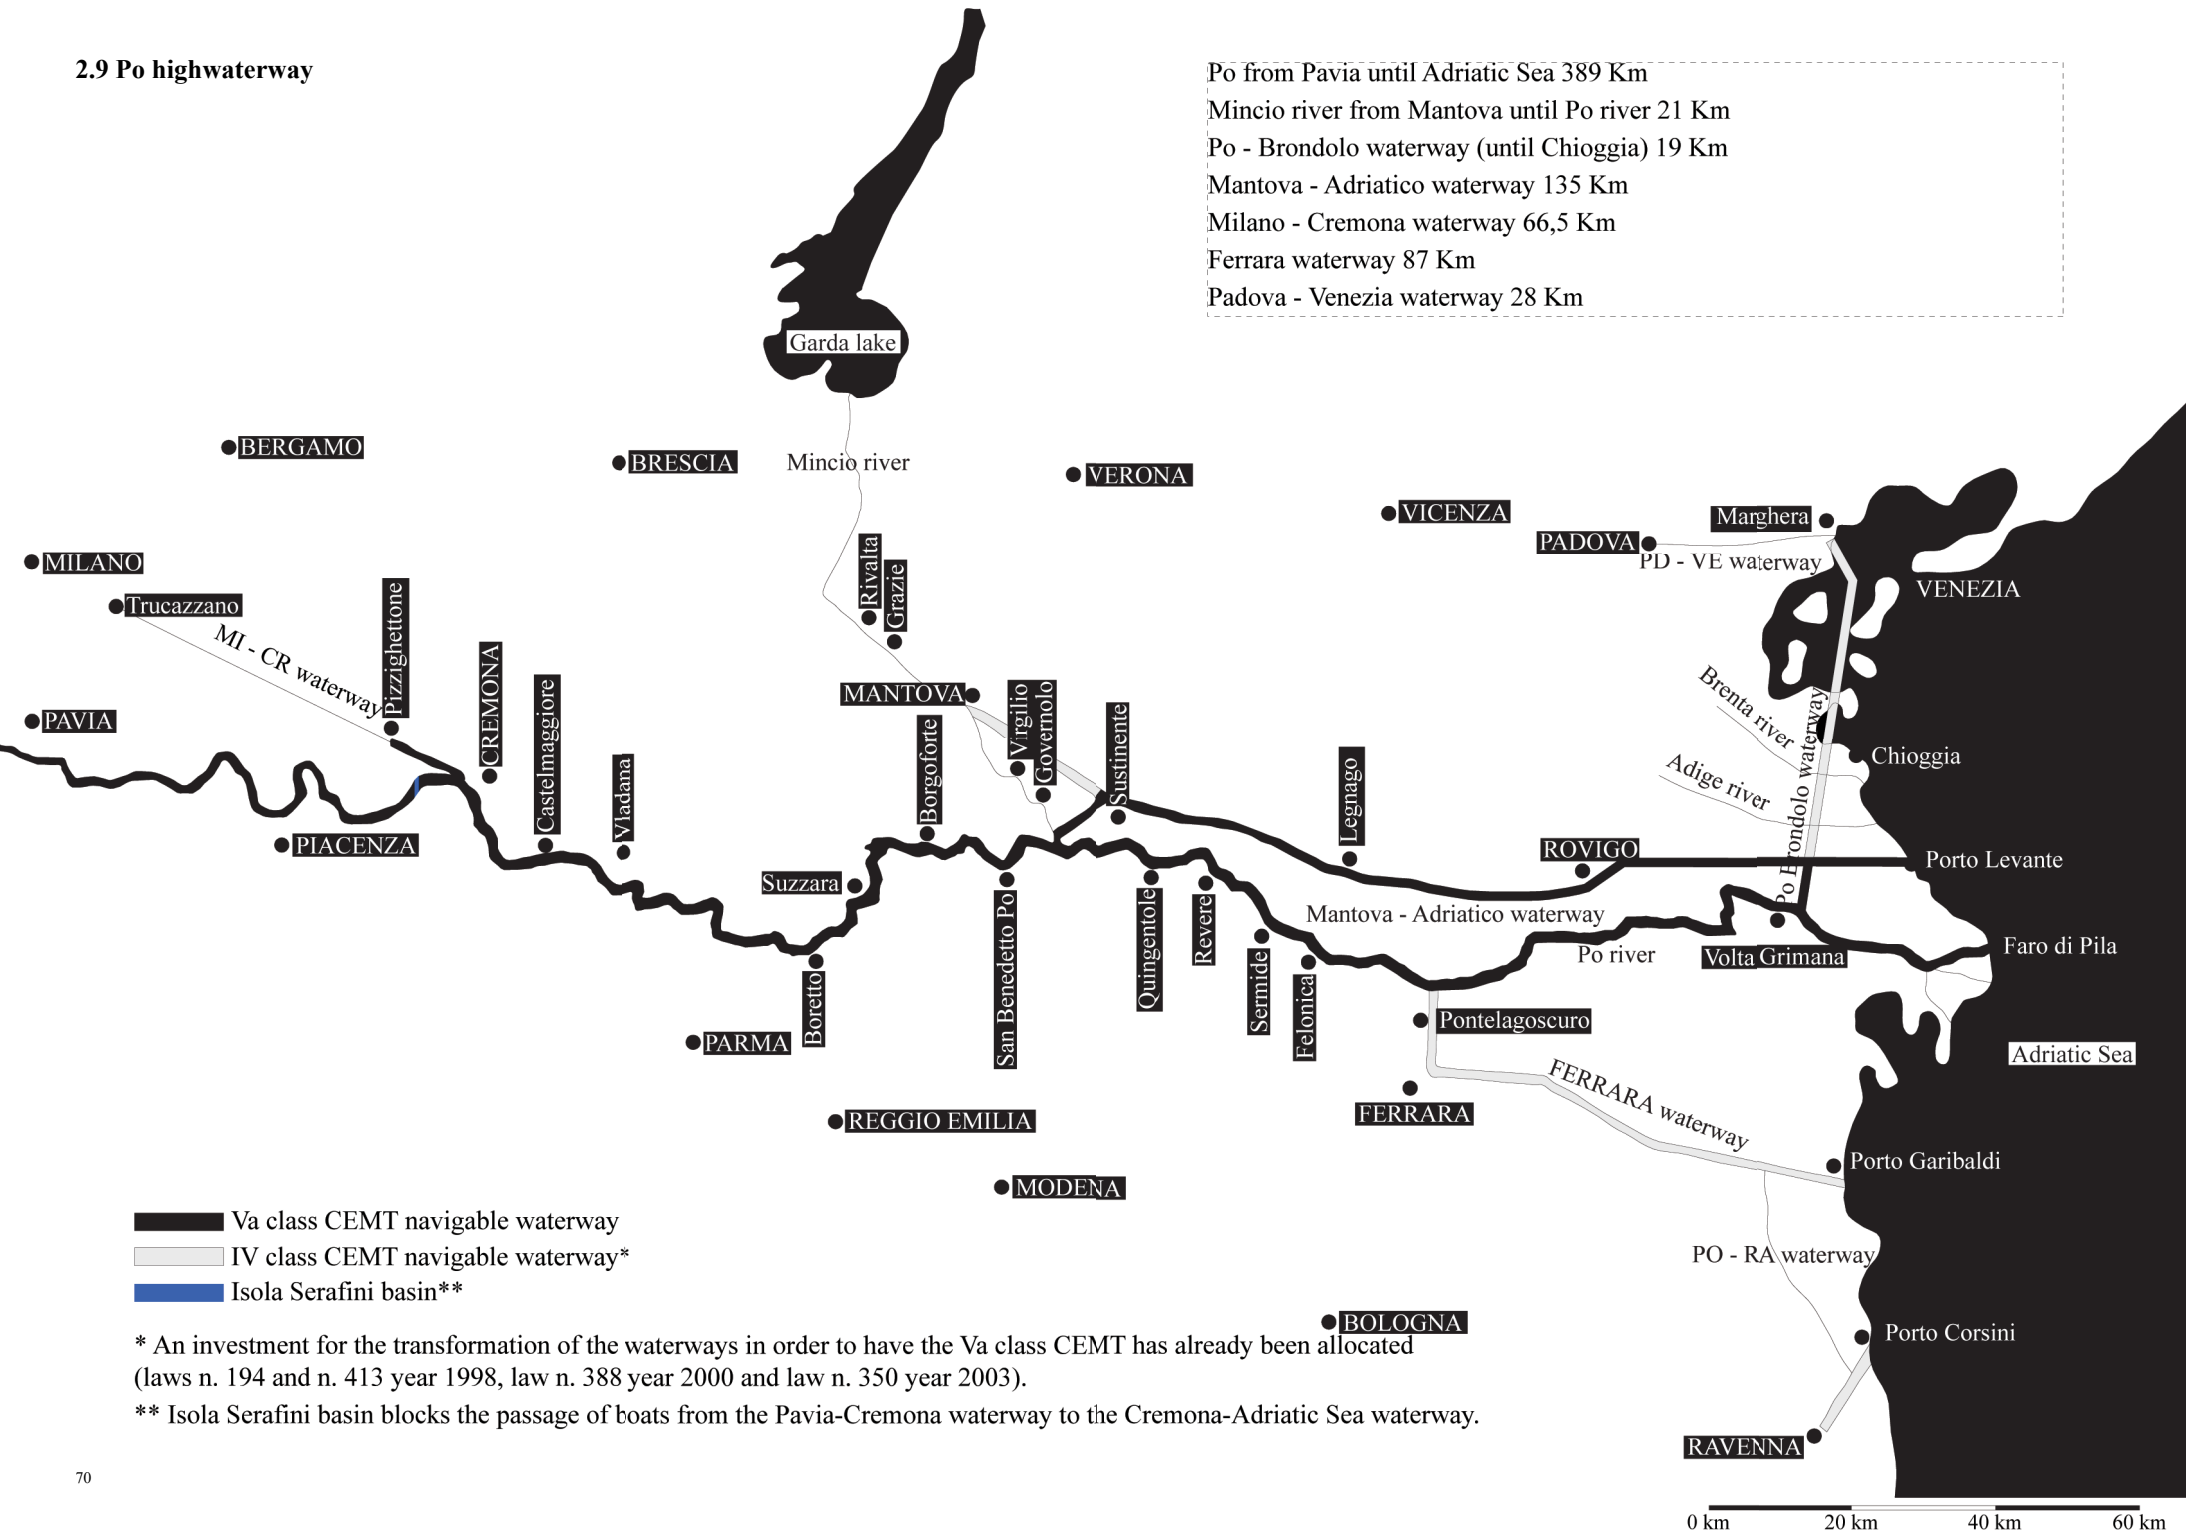 2.9 Po highwaterway
Po from Pavia until Adriatic Sea 389 Km
Mincio river from Mantova until Po river 21 Km
Po - Brondolo waterway (until Chioggia) 19 Km
Mantova - Adriatico waterway 135 Km
Milano - Cremona waterway 66,5 Km
Ferrara waterway 87 Km
Padova - Venezia waterway 28 Km
Garda lake
BERGAMO
BRESCIA
Mincio river
VERONA
VICENZA
Marghera
PADOVA
PD - VE waterway
VENEZIA
MILANO
Trucazzano
MI - CR waterway
Pizzighettone
CREMONA
Castelmaggiore
Vladana
Rivalta
Grazie
MANTOVA
Virgilio
Governolo
Borgoforte
Sustinente
Legnago
Brenta river
Adige river
Po Brondolo waterway
Chioggia
PAVIA
PIACENZA
Suzzara
ROVIGO
Porto Levante
Mantova - Adriatico waterway
Po river
Volta Grimana
Faro di Pila
Boretto
San Benedetto Po
Quingentole
Revere
Sermide
Felonica
PARMA
Pontelagoscuro
Adriatic Sea
FERRARA waterway
FERRARA
REGGIO EMILIA
MODENA
Porto Garibaldi
PO - RA waterway
Porto Corsini
BOLOGNA
RAVENNA
Va class CEMT navigable waterway
IV class CEMT navigable waterway*
Isola Serafini basin**
* An investment for the transformation of the waterways in order to have the Va class CEMT has already been allocated
(laws n. 194 and n. 413 year 1998, law n. 388 year 2000 and law n. 350 year 2003).
** Isola Serafini basin blocks the passage of boats from the Pavia-Cremona waterway to the Cremona-Adriatic Sea waterway.
70
0 km 20 km 40 km 60 km